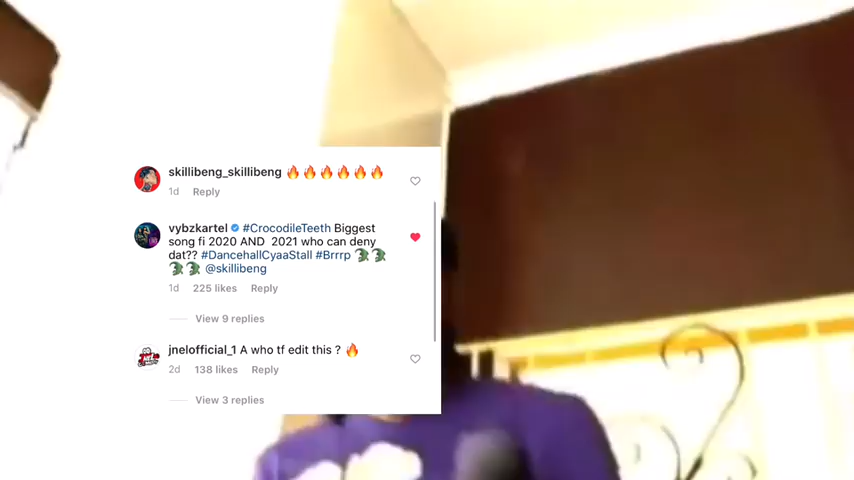 skillibeng_skillibeng 🔥🔥🔥🔥🔥🔥
1d Reply
vybzkartel #CrocodileTeeth Biggest
song fi 2020 AND 2021 who can deny
dat?? #DancehallCyaaStall #Brrrp 🐊🐊
🐊🐊 @skillibeng
1d 225 likes Reply
View 9 replies
jnelofficial_1 A who tf edit this ? 🔥
2d 138 likes Reply
View 3 replies